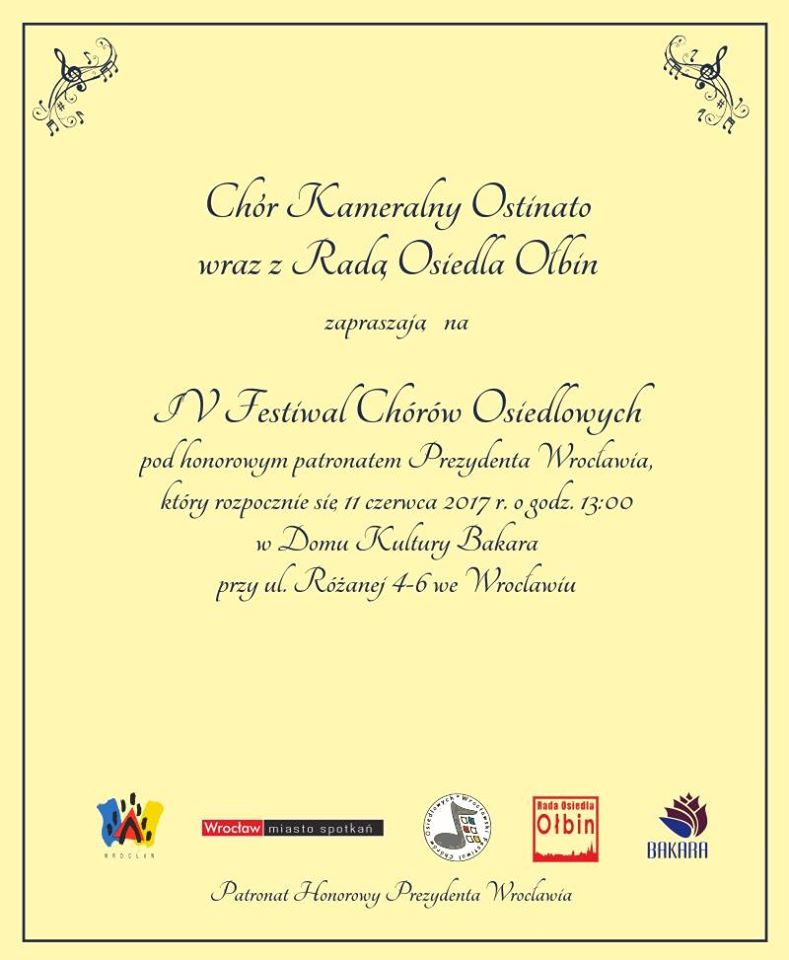 Chór Kameralny Ostinato
wraz z Radą Osiedla Ołbin
zapraszają na
IV Festiwal Chórów Osiedlowych
pod honorowym patronatem Prezydenta Wrocławia,
który rozpocznie się 11 czerwca 2017 r. o godz. 13:00
w Domu Kultury Bakara
przy ul. Różanej 4-6 we Wrocławiu
WROCŁAW
Wrocław miasto spotkań
Wrocławski Festiwal Chórów Osiedlowych
Rada Osiedla
Ołbin
BAKARA
Patronat Honorowy Prezydenta Wrocławia